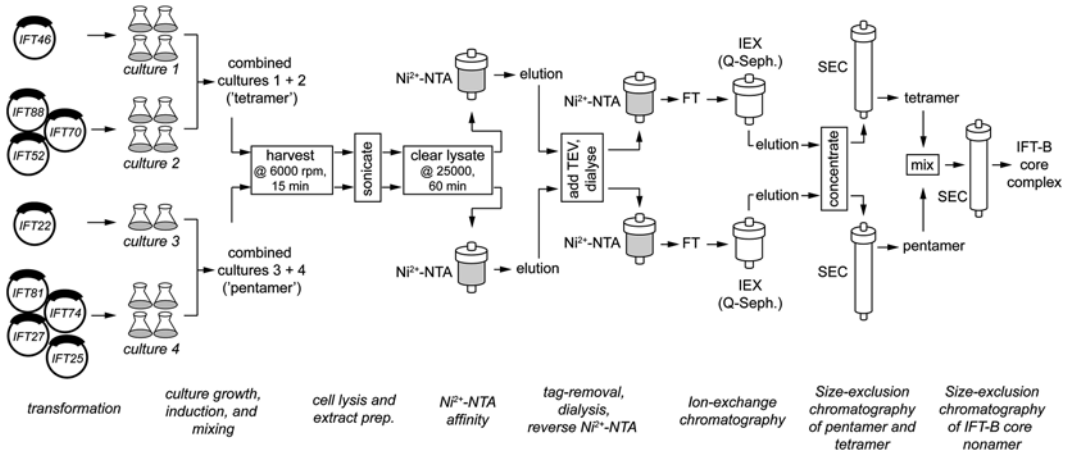 IFT46
culture 1
IFT88
IFT70
IFT52
culture 2
combined
cultures 1 + 2
('tetramer')
IFT22
culture 3
IFT81
IFT74
IFT27
IFT25
culture 4
combined
cultures 3 + 4
('pentamer')
harvest
@ 6000 rpm,
15 min
sonicate
clear lysate
@ 25000,
60 min
Ni²⁺-NTA
elution
Ni²⁺-NTA
elution
add TEV,
dialyse
Ni²⁺-NTA
FT
IEX
(Q-Seph.)
elution
Ni²⁺-NTA
FT
IEX
(Q-Seph.)
elution
concentrate
SEC
tetramer
SEC
pentamer
mix
SEC
IFT-B
core
complex
transformation
culture growth,
induction, and
mixing
cell lysis and
extract prep.
Ni²⁺-NTA
affinity
tag-removal,
dialysis,
reverse Ni²⁺-NTA
Ion-exchange
chromatography
Size-exclusion
chromatography
of pentamer and
tetramer
Size-exclusion
chromatography
of IFT-B core
nonamer